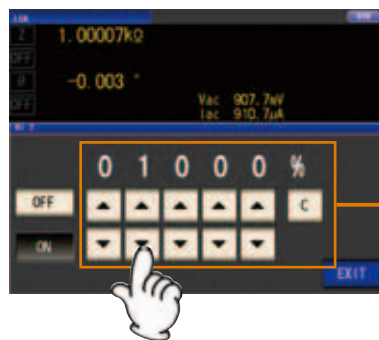 LCR
Z 1.00007kΩ
OFF
θ -0.003 °
OFF
Vac 907.7mV
Iac 910.7μA
0 1 0 0 0 %
OFF
C
ON
EXIT